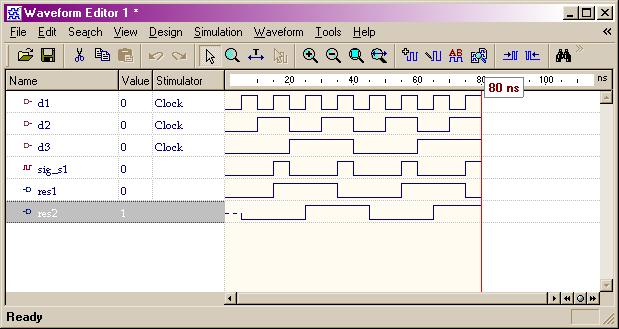 Waveform Editor 1 *
File Edit Search View Design Simulation Waveform Tools Help
Name Value Stimulator 20 40 60 80 100 ns
80 ns
d1 0 Clock
d2 0 Clock
d3 0 Clock
sig_s1 0
res1 0
res2 1
Ready